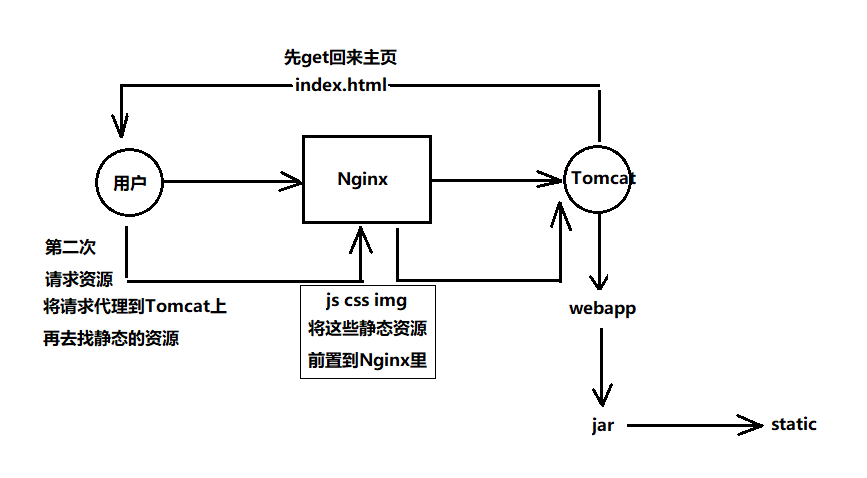 先get回来主页
index.html
用户
Nginx
Tomcat
第二次
请求资源
将请求代理到Tomcat上
再去找静态的资源
js css img
将这些静态资源
前置到Nginx里
webapp
jar
static